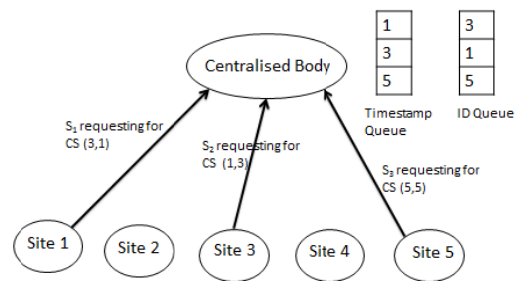 Centralised Body
1
3
5
3
1
5
Timestamp
Queue
ID Queue
S₁ requesting for
CS (3,1)
S₂ requesting for
CS (1,3)
S₃ requesting for
CS (5,5)
Site 1
Site 2
Site 3
Site 4
Site 5